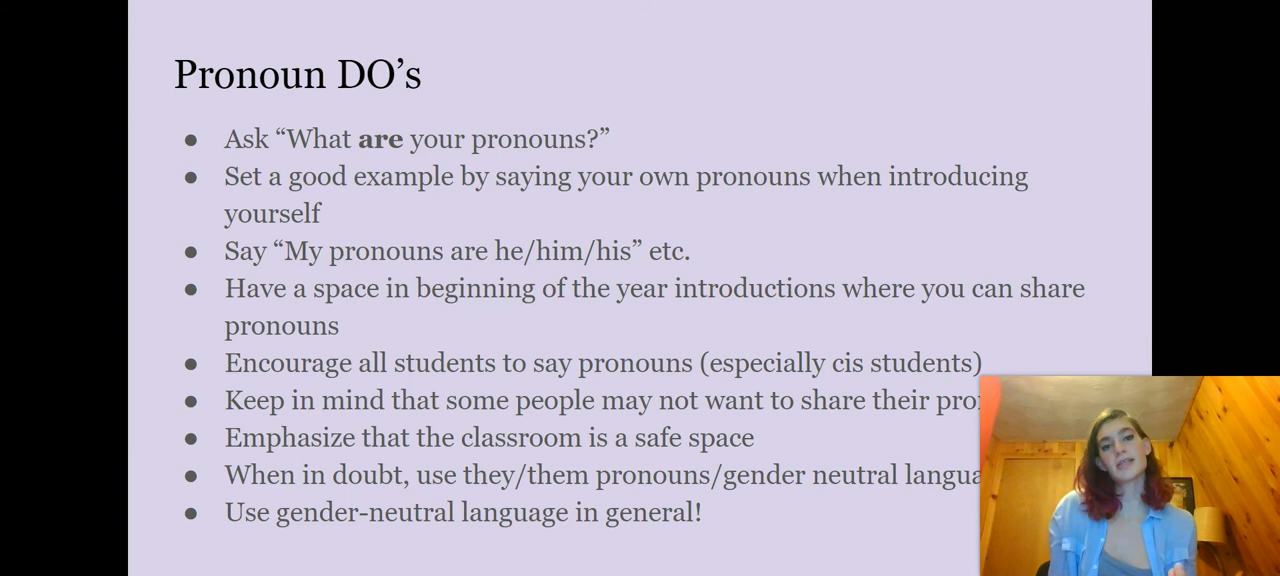 Pronoun DO’s
● Ask “What are your pronouns?”
● Set a good example by saying your own pronouns when introducing
yourself
● Say “My pronouns are he/him/his” etc.
● Have a space in beginning of the year introductions where you can share
pronouns
● Encourage all students to say pronouns (especially cis students)
● Keep in mind that some people may not want to share their
● Emphasize that the classroom is a safe space
● When in doubt, use they/them pronouns/gender neutral
● Use gender-neutral language in general!